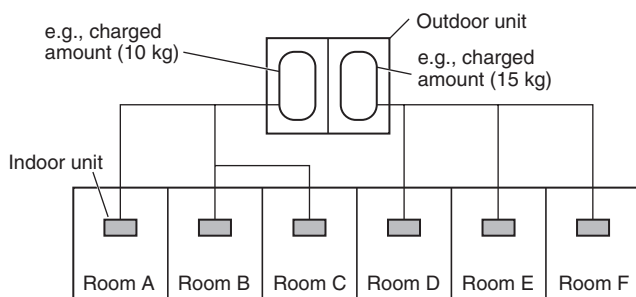 Outdoor unit
e.g., charged
amount (10 kg)
e.g., charged
amount (15 kg)
Indoor unit
Room A
Room B
Room C
Room D
Room E
Room F